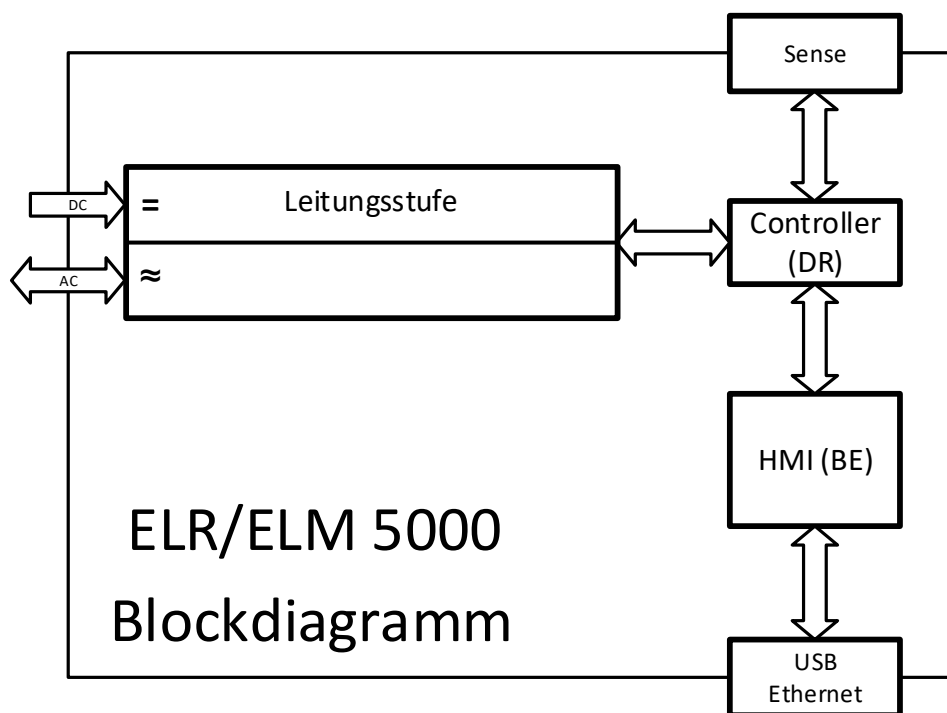 Sense
DC
=
Leitungsstufe
Controller
(DR)
AC
≈
HMI (BE)
ELR/ELM 5000
Blockdiagramm
USB
Ethernet